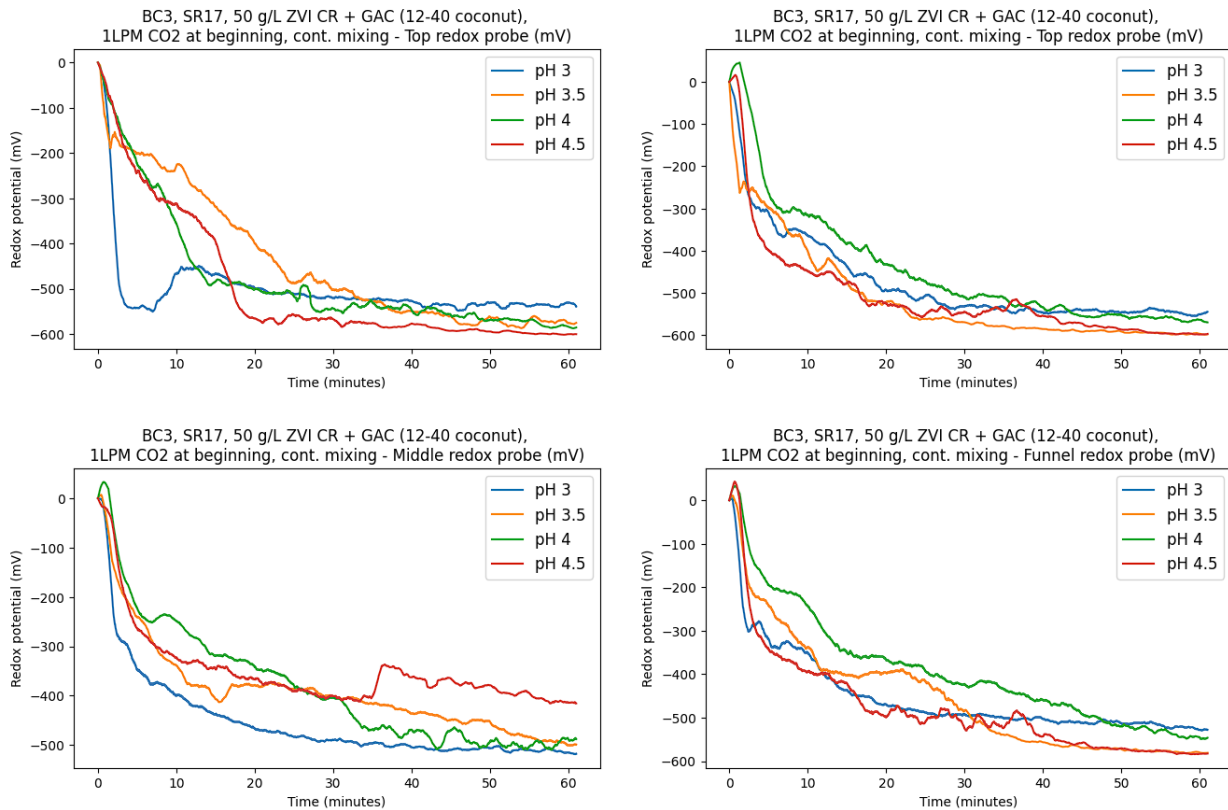 BC3, SR17, 50 g/L ZVI CR + GAC (12-40 coconut),
1LPM CO2 at beginning, cont. mixing - Top redox probe (mV)
0
−100
−200
−300
−400
−500
−600
Redox potential (mV)
pH 3
pH 3.5
pH 4
pH 4.5
0
10
20
30
40
50
60
Time (minutes)
BC3, SR17, 50 g/L ZVI CR + GAC (12-40 coconut),
1LPM CO2 at beginning, cont. mixing - Top redox probe (mV)
0
−100
−200
−300
−400
−500
−600
Redox potential (mV)
pH 3
pH 3.5
pH 4
pH 4.5
0
10
20
30
40
50
60
Time (minutes)
BC3, SR17, 50 g/L ZVI CR + GAC (12-40 coconut),
1LPM CO2 at beginning, cont. mixing - Middle redox probe (mV)
0
−100
−200
−300
−400
−500
Redox potential (mV)
pH 3
pH 3.5
pH 4
pH 4.5
0
10
20
30
40
50
60
Time (minutes)
BC3, SR17, 50 g/L ZVI CR + GAC (12-40 coconut),
1LPM CO2 at beginning, cont. mixing - Funnel redox probe (mV)
0
−100
−200
−300
−400
−500
−600
Redox potential (mV)
pH 3
pH 3.5
pH 4
pH 4.5
0
10
20
30
40
50
60
Time (minutes)